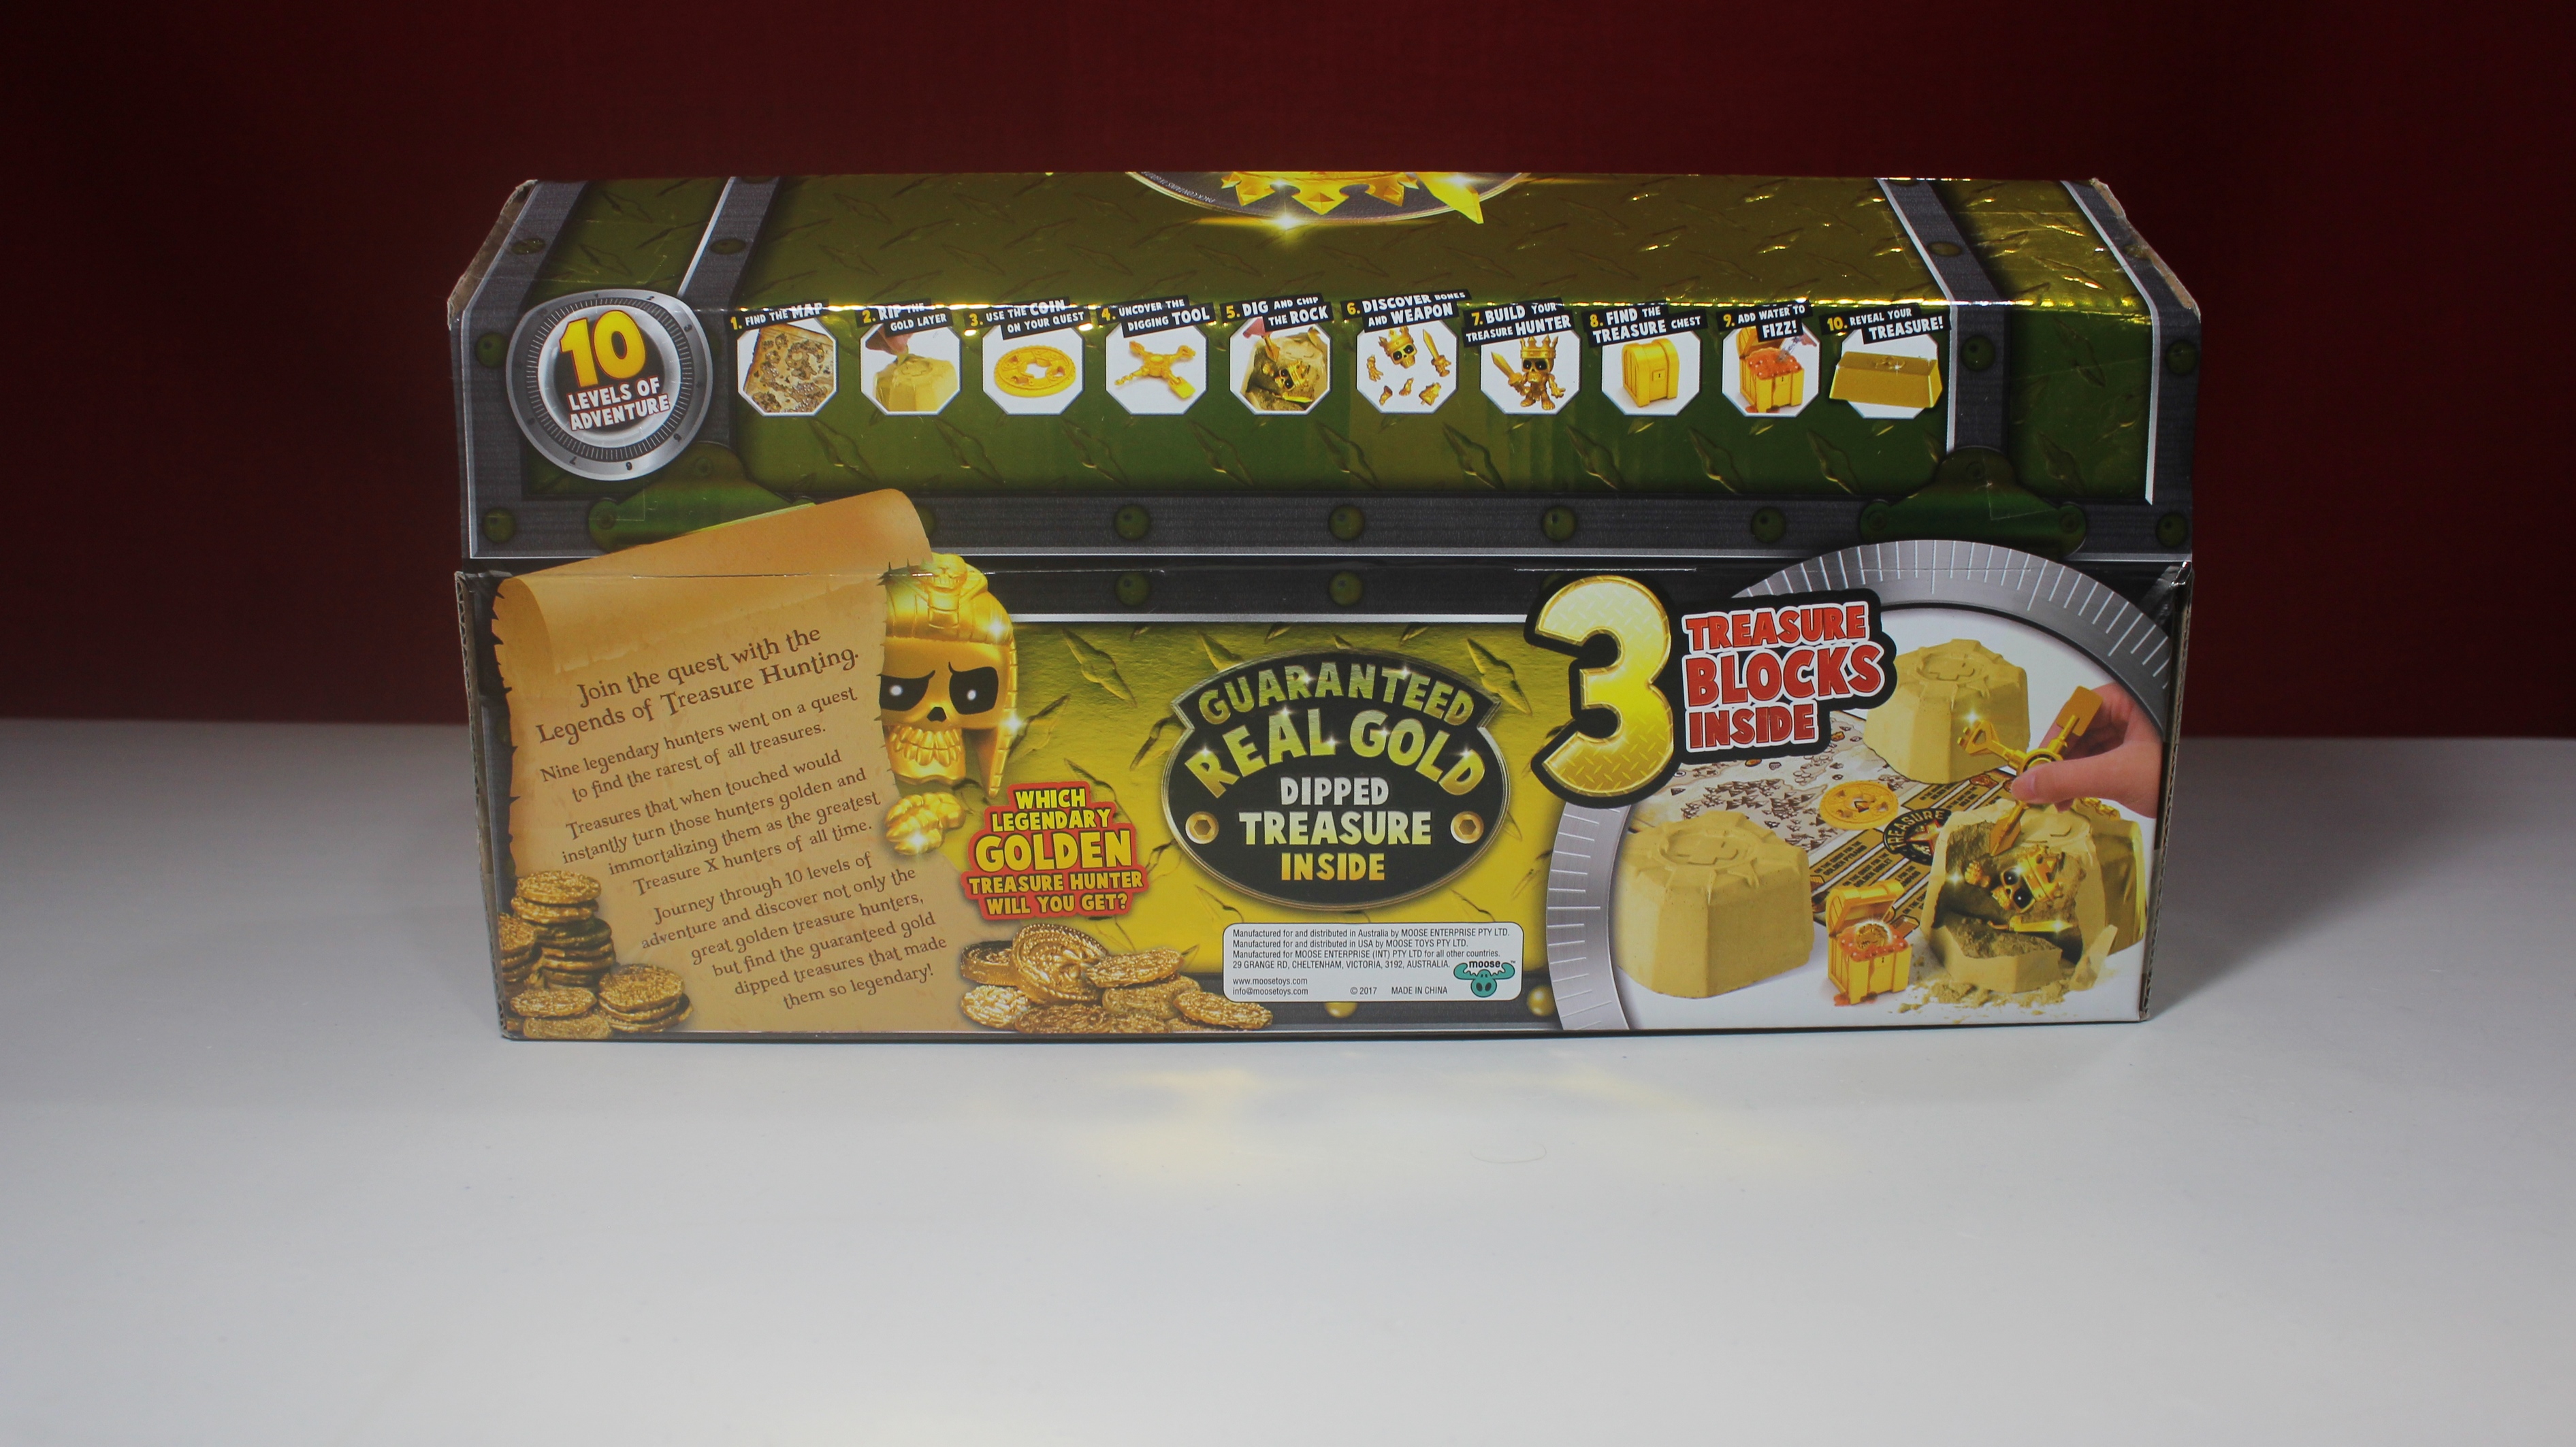 10
LEVELS OF
ADVENTURE
1. FIND THE MAP
2. RIP THE
GOLD LAYER
3. USE THE COIN
ON YOUR QUEST
4. UNCOVER THE
DIGGING TOOL
5. DIG AND CHIP
THE ROCK
6. DISCOVER BONES
AND WEAPON
7. BUILD YOUR
TREASURE HUNTER
8. FIND THE
TREASURE CHEST
9. ADD WATER TO
FIZZ!
10. REVEAL YOUR
TREASURE!
Join the quest with the
Legends of Treasure Hunting.
Nine legendary hunters went on a quest
to find the rarest of all treasures.
Treasures that when touched would
instantly turn those hunters golden and
immortalizing them as the greatest
Treasure X hunters of all time.
Journey through 10 levels of
adventure and discover not only the
great golden treasure hunters,
but find the guaranteed gold
dipped treasures that made
them so legendary!
WHICH
LEGENDARY
GOLDEN
TREASURE HUNTER
WILL YOU GET?
GUARANTEED
REAL GOLD
DIPPED
TREASURE
INSIDE
Manufactured for and distributed in Australia by MOOSE ENTERPRISE PTY LTD.
Manufactured for and distributed in USA by MOOSE TOYS PTY LTD.
Manufactured for MOOSE ENTERPRISE (INT) PTY LTD for all other countries.
29 GRANGE RD, CHELTENHAM, VICTORIA, 3192, AUSTRALIA.
www.moosetoys.com
info@moosetoys.com
© 2017 MADE IN CHINA
moose™
3
TREASURE
BLOCKS
INSIDE
TREASURE